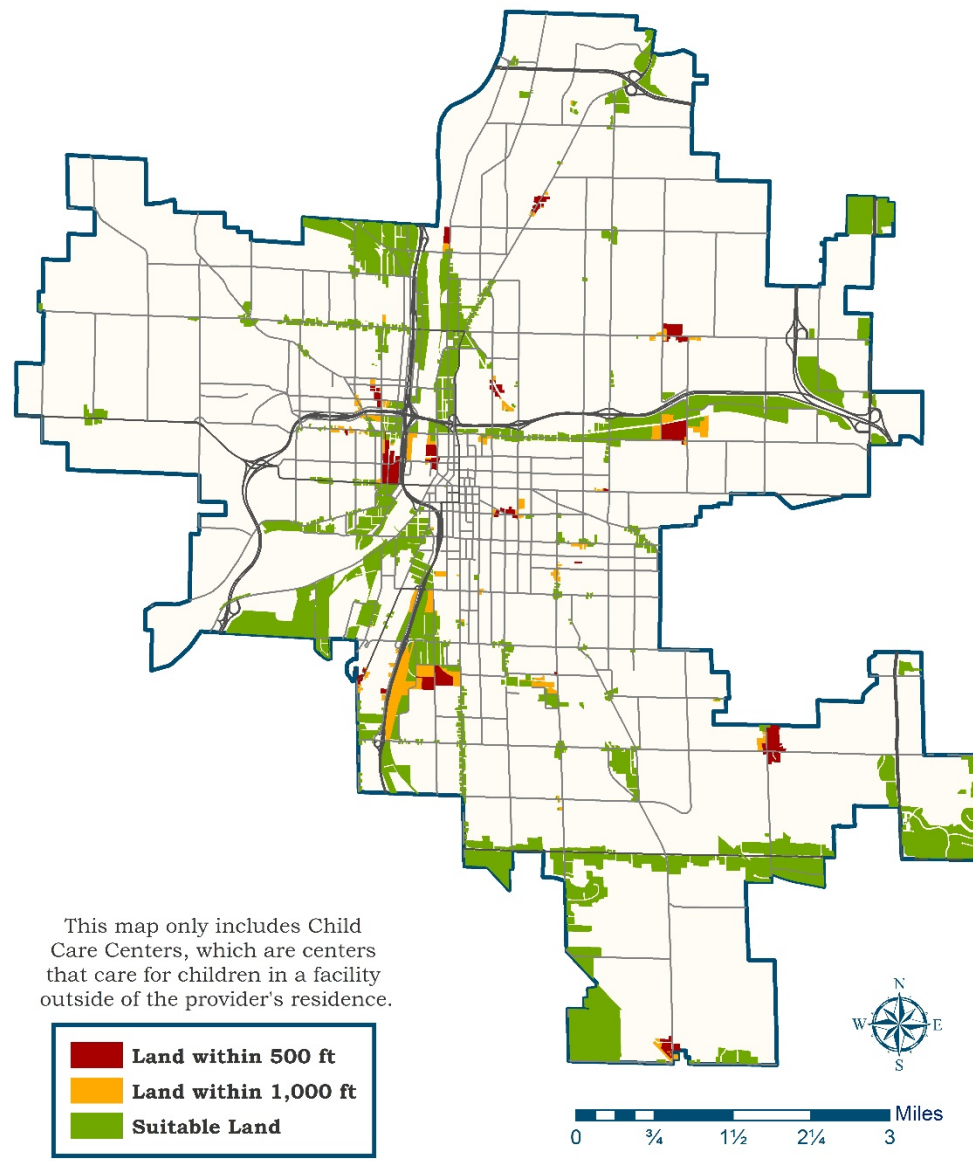 This map only includes Child
Care Centers, which are centers
that care for children in a facility
outside of the provider's residence.
Land within 500 ft
Land within 1,000 ft
Suitable Land
N
W E
S
Miles
0 ¾ 1½ 2¼ 3